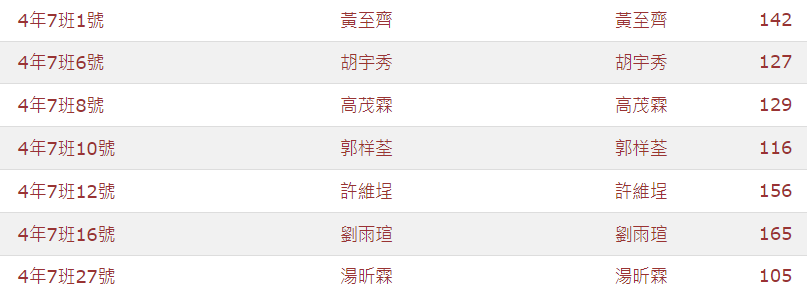 4年7班1號 黃至齊 黃至齊 142
4年7班6號 胡宇秀 胡宇秀 127
4年7班8號 高茂霖 高茂霖 129
4年7班10號 郭样荃 郭样荃 116
4年7班12號 許維埕 許維埕 156
4年7班16號 劉雨瑄 劉雨瑄 165
4年7班27號 湯昕霖 湯昕霖 105